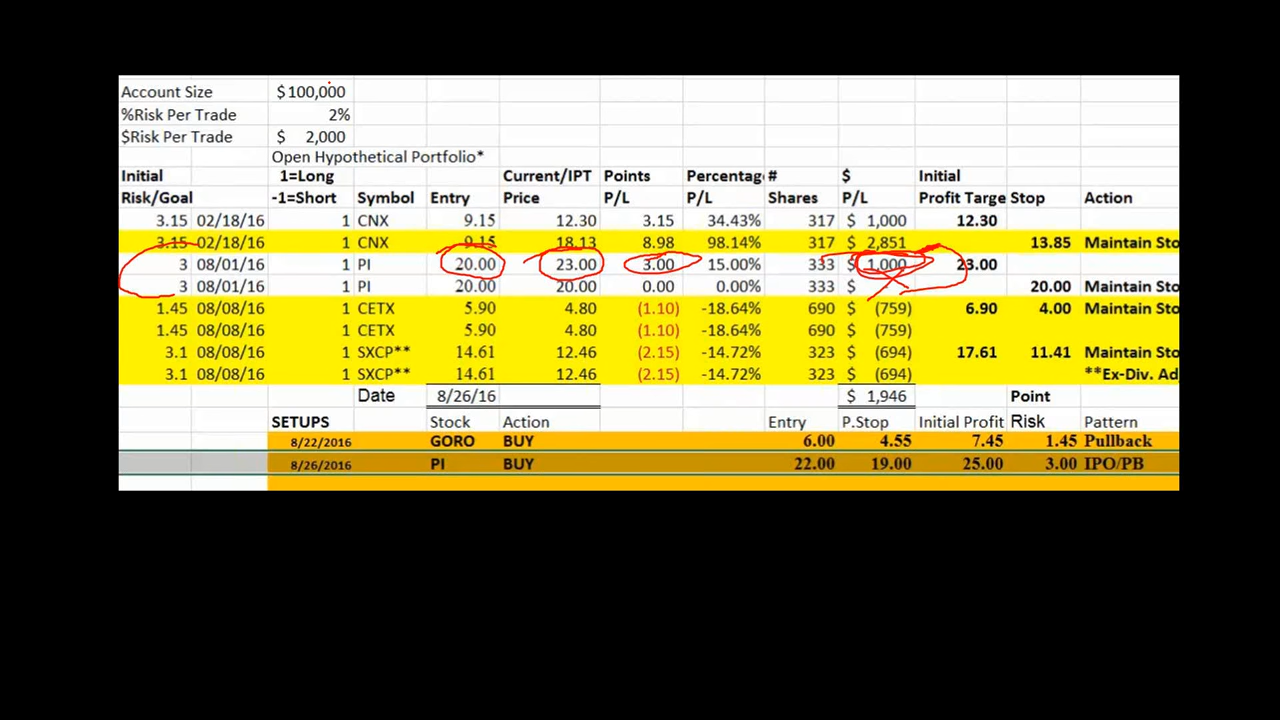 Account Size $100,000
%Risk Per Trade 2%
$Risk Per Trade $ 2,000
Open Hypothetical Portfolio*
Initial 1=Long Current/IPT Points Percentag # $ Initial
Risk/Goal -1=Short Symbol Entry Price P/L P/L Shares P/L Profit Targe Stop Action
3.15 02/18/16 1 CNX 9.15 12.30 3.15 34.43% 317 $ 1,000 12.30
3.15 02/18/16 1 CNX 9.15 18.13 8.98 98.14% 317 $ 2,851 13.85 Maintain Sto
3 08/01/16 1 PI 20.00 23.00 3.00 15.00% 333 $ 1,000 23.00
3 08/01/16 1 PI 20.00 20.00 0.00 0.00% 333 $ 20.00 Maintain Sto
1.45 08/08/16 1 CETX 5.90 4.80 (1.10) -18.64% 690 $ (759) 6.90 4.00 Maintain Sto
1.45 08/08/16 1 CETX 5.90 4.80 (1.10) -18.64% 690 $ (759)
3.1 08/08/16 1 SXCP** 14.61 12.46 (2.15) -14.72% 323 $ (694) 17.61 11.41 Maintain Sto
3.1 08/08/16 1 SXCP** 14.61 12.46 (2.15) -14.72% 323 $ (694) **Ex-Div. Ad
Date 8/26/16 $ 1,946 Point
SETUPS Stock Action Entry P.Stop Initial Profit Risk Pattern
8/22/2016 GORO BUY 6.00 4.55 7.45 1.45 Pullback
8/26/2016 PI BUY 22.00 19.00 25.00 3.00 IPO/PB